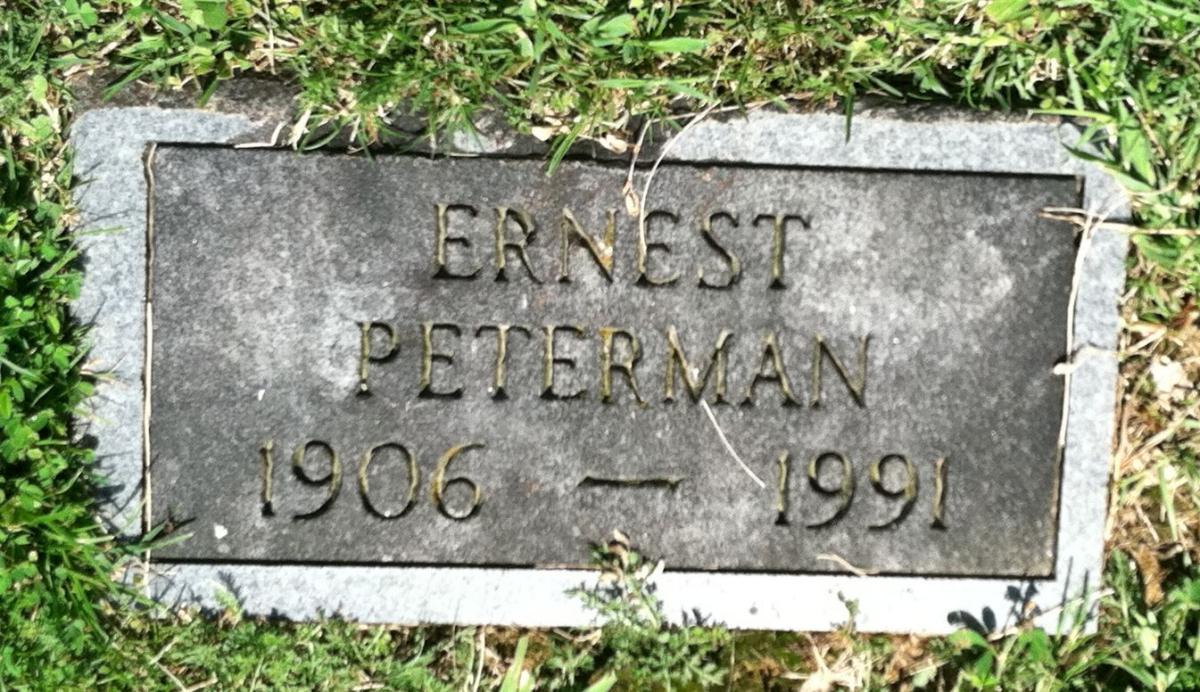 ERNEST
PETERMAN
1906 — 1991